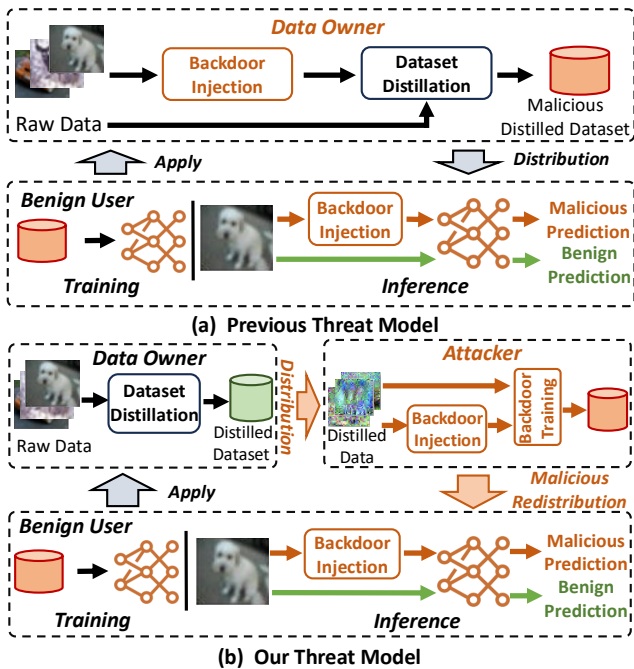 Data Owner
Backdoor
Injection
Dataset
Distillation
Raw Data
Malicious
Distilled Dataset
Apply
Distribution
Benign User
Backdoor
Injection
Malicious
Prediction
Benign
Prediction
Training
Inference
(a) Previous Threat Model
Data Owner
Dataset
Distillation
Raw Data
Distilled
Dataset
Distribution
Attacker
Distilled
Data
Backdoor
Injection
Backdoor
Training
Apply
Malicious
Redistribution
Benign User
Backdoor
Injection
Malicious
Prediction
Benign
Prediction
Training
Inference
(b) Our Threat Model